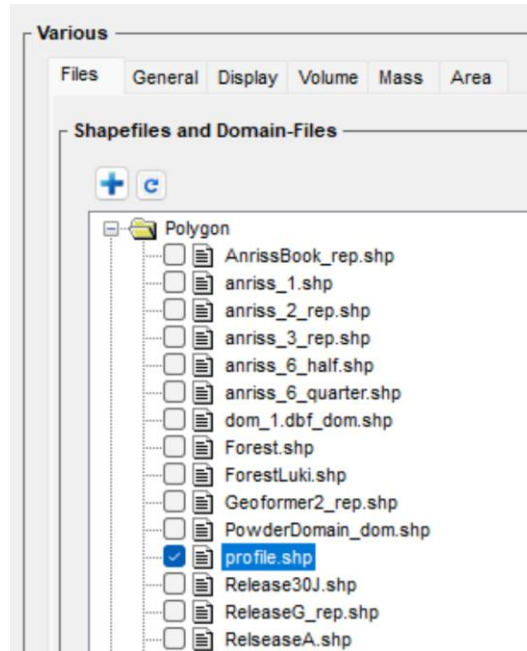 Various
Files General Display Volume Mass Area
Shapefiles and Domain-Files
Polygon
AnrissBook_rep.shp
anriss_1.shp
anriss_2_rep.shp
anriss_3_rep.shp
anriss_6_half.shp
anriss_6_quarter.shp
dom_1.dbf_dom.shp
Forest.shp
ForestLuki.shp
Geoformer2_rep.shp
PowderDomain_dom.shp
profile.shp
Release30J.shp
ReleaseG_rep.shp
RelseaseA.shp